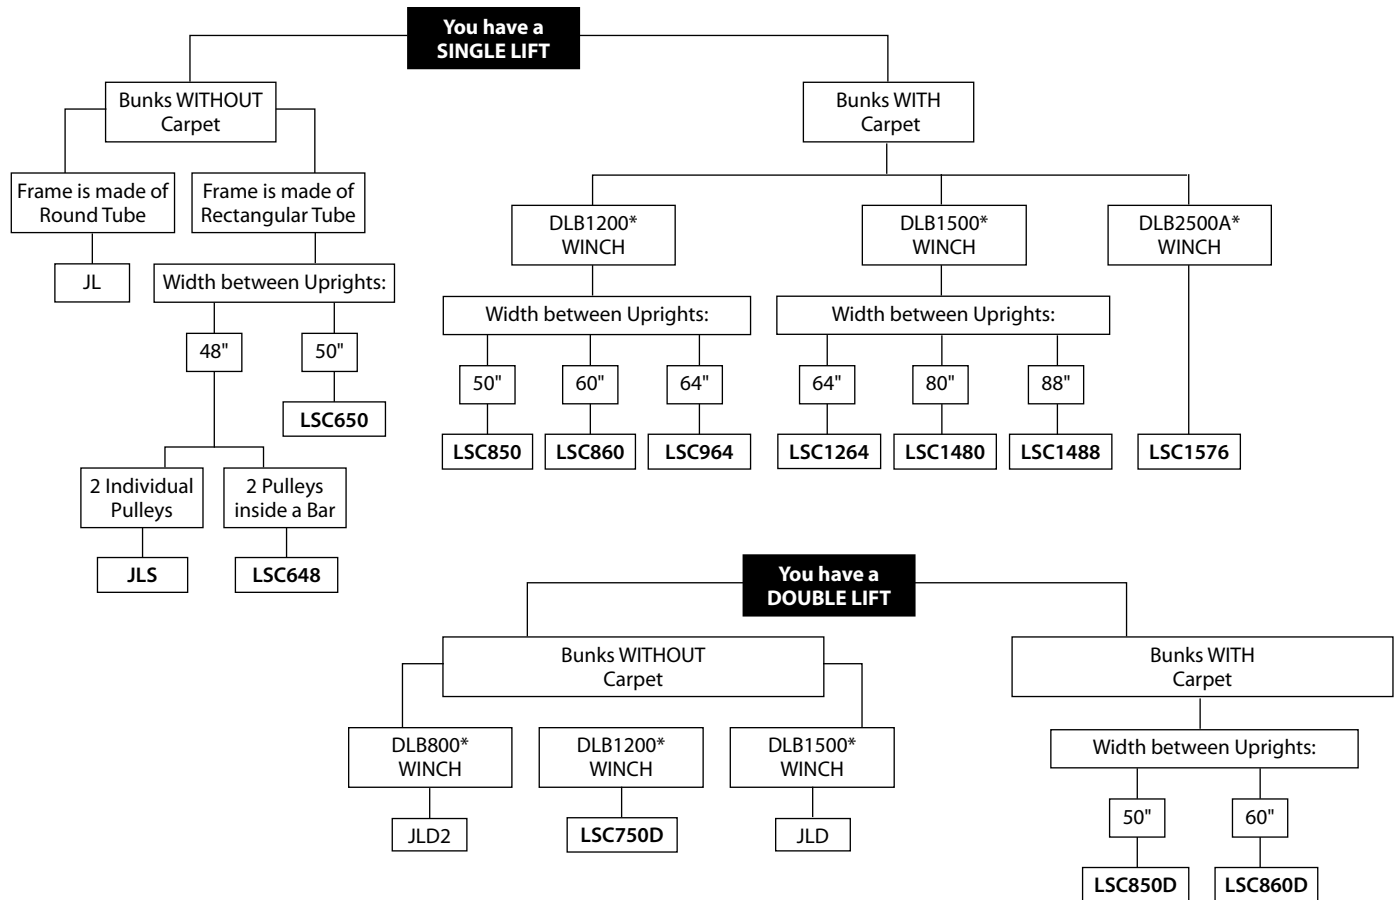 You have a
SINGLE LIFT
Bunks WITHOUT
Carpet
Bunks WITH
Carpet
Frame is made of
Round Tube
Frame is made of
Rectangular Tube
JL
Width between Uprights:
48"
50"
LSC650
2 Individual
Pulleys
2 Pulleys
inside a Bar
JLS
LSC648
DLB1200*
WINCH
DLB1500*
WINCH
DLB2500A*
WINCH
Width between Uprights:
Width between Uprights:
50"
60"
64"
64"
80"
88"
LSC850
LSC860
LSC964
LSC1264
LSC1480
LSC1488
LSC1576
You have a
DOUBLE LIFT
Bunks WITHOUT
Carpet
Bunks WITH
Carpet
DLB800*
WINCH
DLB1200*
WINCH
DLB1500*
WINCH
JLD2
LSC750D
JLD
Width between Uprights:
50"
60"
LSC850D
LSC860D